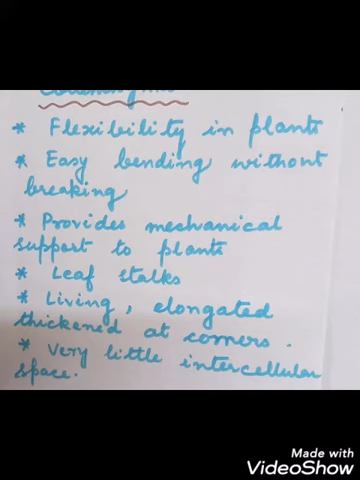 * Flexibility in plants
* Easy bending without
breaking
* Provides mechanical
support to plants
* Leaf stalks
* Living, elongated
thickened at corners.
* Very little intercellular
space.
Made with
VideoShow